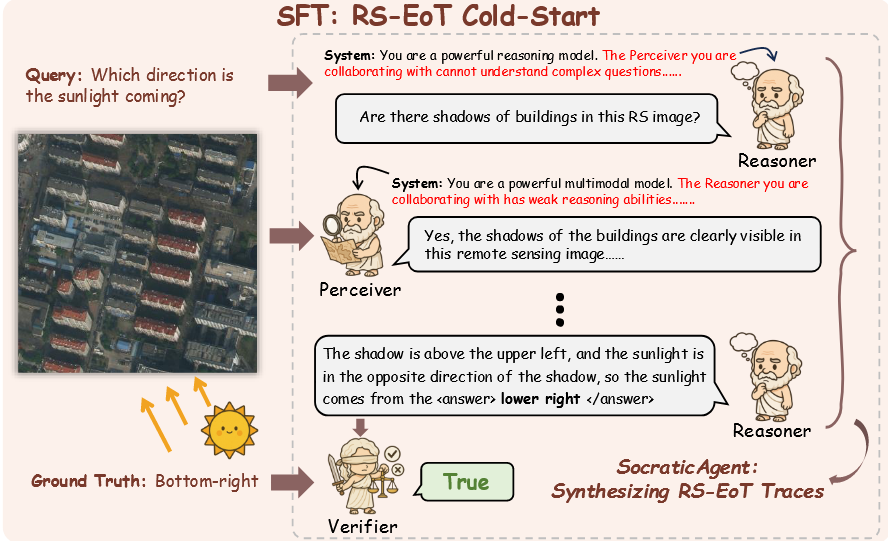 SFT: RS-EoT Cold-Start
Query: Which direction is
the sunlight coming?
System: You are a powerful reasoning model. The Perceiver you are
collaborating with cannot understand complex questions......
Are there shadows of buildings in this RS image?
Reasoner
System: You are a powerful multimodal model. The Reasoner you are
collaborating with has weak reasoning abilities.......
Yes, the shadows of the buildings are clearly visible in
this remote sensing image......
Perceiver
The shadow is above the upper left, and the sunlight is
in the opposite direction of the shadow, so the sunlight
comes from the <answer> lower right </answer>
Reasoner
Ground Truth: Bottom-right
True
Verifier
SocraticAgent:
Synthesizing RS-EoT Traces